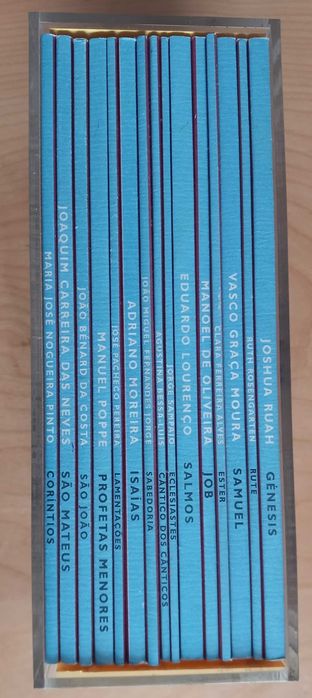 MARIA JOSÉ NOGUEIRA PINTO CORÍNTIOS
JOAQUIM CARREIRA DAS NEVES SÃO MATEUS
JOÃO BÉNARD DA COSTA SÃO JOÃO
MANUEL POPPE PROFETAS MENORES
JOSÉ PACHECO PEREIRA LAMENTAÇÕES
ADRIANO MOREIRA ISAÍAS
JOÃO MIGUEL FERNANDES JORGE SABEDORIA
AGUSTINA BESSA-LUÍS CÂNTICO DOS CÂNTICOS
JORGE SAMPAIO ECLESIASTES
EDUARDO LOURENÇO SALMOS
MANOEL DE OLIVEIRA JOB
CLARA FERREIRA ALVES ESTER
VASCO GRAÇA MOURA SAMUEL
RUTH ROSENGARTEN RUTE
JOSHUA RUAH GÉNESIS